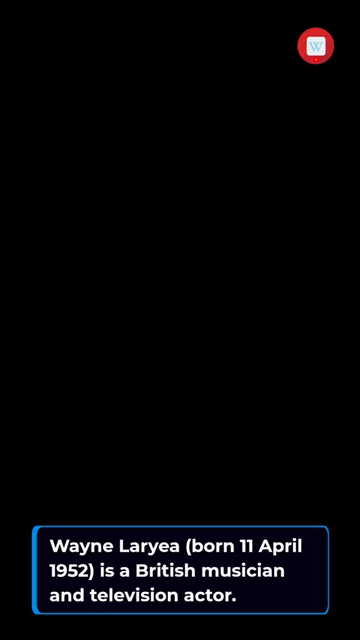 W
Wayne Laryea (born 11 April
1952) is a British musician
and television actor.